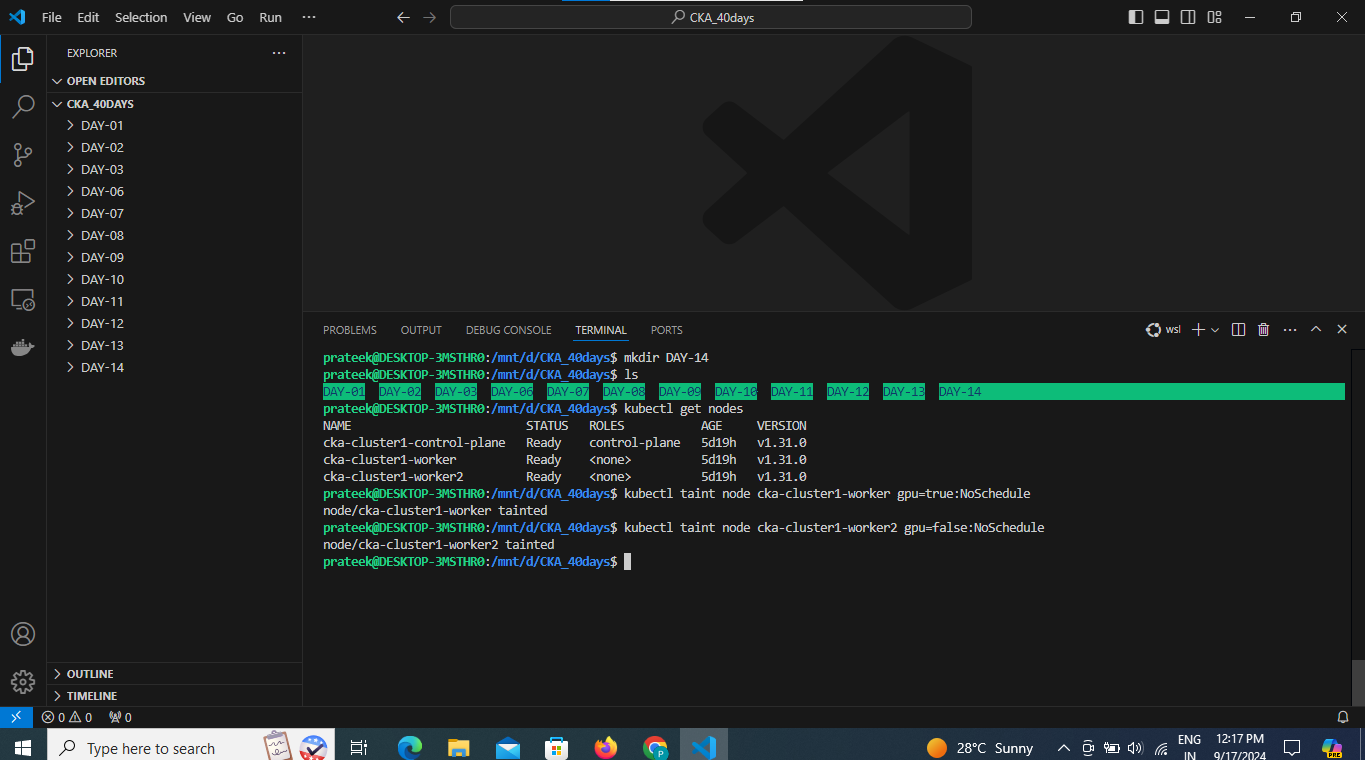 File Edit Selection View Go Run ···
CKA_40days
EXPLORER
OPEN EDITORS
CKA_40DAYS
DAY-01
DAY-02
DAY-03
DAY-06
DAY-07
DAY-08
DAY-09
DAY-10
DAY-11
DAY-12
DAY-13
DAY-14
OUTLINE
TIMELINE
PROBLEMS OUTPUT DEBUG CONSOLE TERMINAL PORTS
wsl
prateek@DESKTOP-3MSTHR0:/mnt/d/CKA_40days$ mkdir DAY-14
prateek@DESKTOP-3MSTHR0:/mnt/d/CKA_40days$ ls
DAY-01 DAY-02 DAY-03 DAY-06 DAY-07 DAY-08 DAY-09 DAY-10 DAY-11 DAY-12 DAY-13 DAY-14
prateek@DESKTOP-3MSTHR0:/mnt/d/CKA_40days$ kubectl get nodes
NAME STATUS ROLES AGE VERSION
cka-cluster1-control-plane Ready control-plane 5d19h v1.31.0
cka-cluster1-worker Ready <none> 5d19h v1.31.0
cka-cluster1-worker2 Ready <none> 5d19h v1.31.0
prateek@DESKTOP-3MSTHR0:/mnt/d/CKA_40days$ kubectl taint node cka-cluster1-worker gpu=true:NoSchedule
node/cka-cluster1-worker tainted
prateek@DESKTOP-3MSTHR0:/mnt/d/CKA_40days$ kubectl taint node cka-cluster1-worker2 gpu=false:NoSchedule
node/cka-cluster1-worker2 tainted
prateek@DESKTOP-3MSTHR0:/mnt/d/CKA_40days$
0 0 0
Type here to search
28°C Sunny
ENG
IN
12:17 PM
9/17/2024
PRE